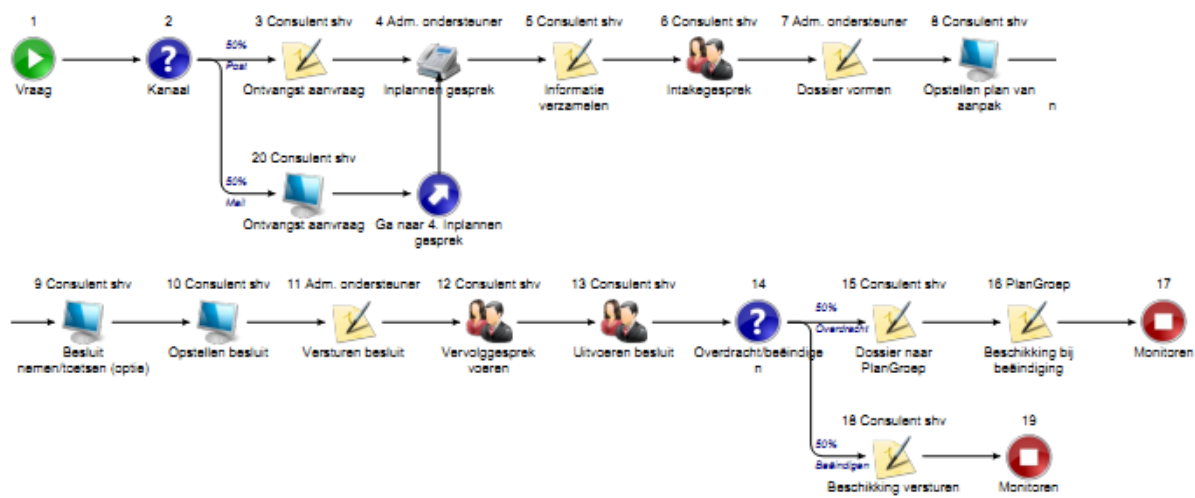 1
2
3 Consulent shv
4 Adm. ondersteuner
5 Consulent shv
6 Consulent shv
7 Adm. ondersteuner
8 Consulent shv
50%
Post
Vraag
Kanaal
Ontvangst aanvraag
Inplannen gesprek
Informatie
verzamelen
Intakegesprek
Dossier vormen
Opstellen plan van
aanpak
n
20 Consulent shv
50%
Mail
Ontvangst aanvraag
Ga naar 4. Inplannen
gesprek
9 Consulent shv
10 Consulent shv
11 Adm. ondersteuner
12 Consulent shv
13 Consulent shv
14
15 Consulent shv
16 PlanGroep
17
50%
Overdracht
Besluit
nemen/toetsen (optie)
Opstellen besluit
Versturen besluit
Vervolggesprek
voeren
Uitvoeren besluit
Overdracht/beëindige
n
Dossier naar
PlanGroep
Beschikking bij
beëindiging
Monitoren
18 Consulent shv
19
50%
Beëindigen
Beschikking versturen
Monitoren